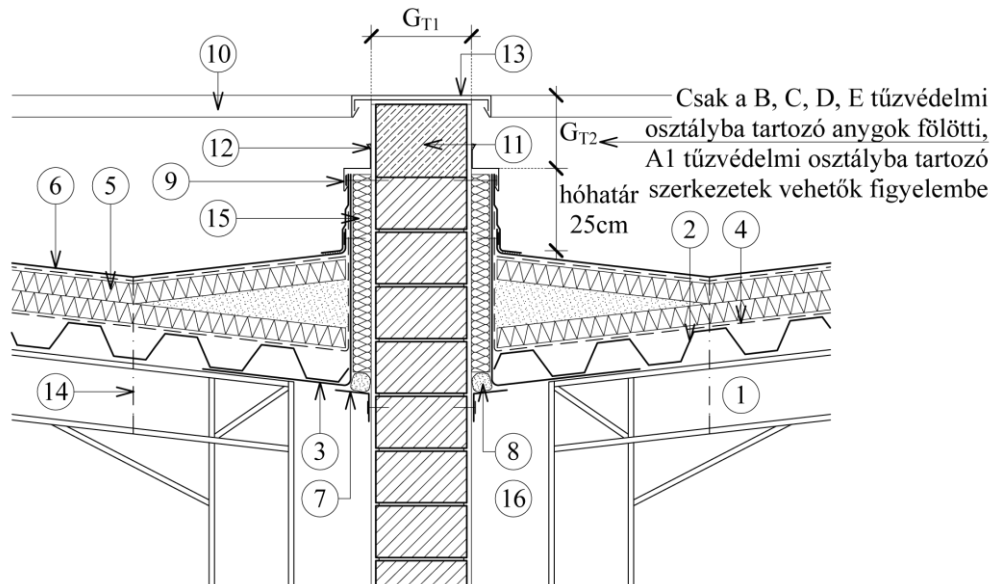 G_T1
10
13
Csak a B, C, D, E tűzvédelmi
osztályba tartozó anygok fölötti,
A1 tűzvédelmi osztályba tartozó
szerkezetek vehetők figyelembe
G_T2
12
11
9
6
5
15
hóhatár
25cm
2
4
14
1
3
8
7
16